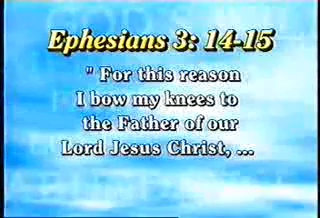 Ephesians 3: 14-15
" For this reason
I bow my knees to
the Father of our
Lord Jesus Christ, ...